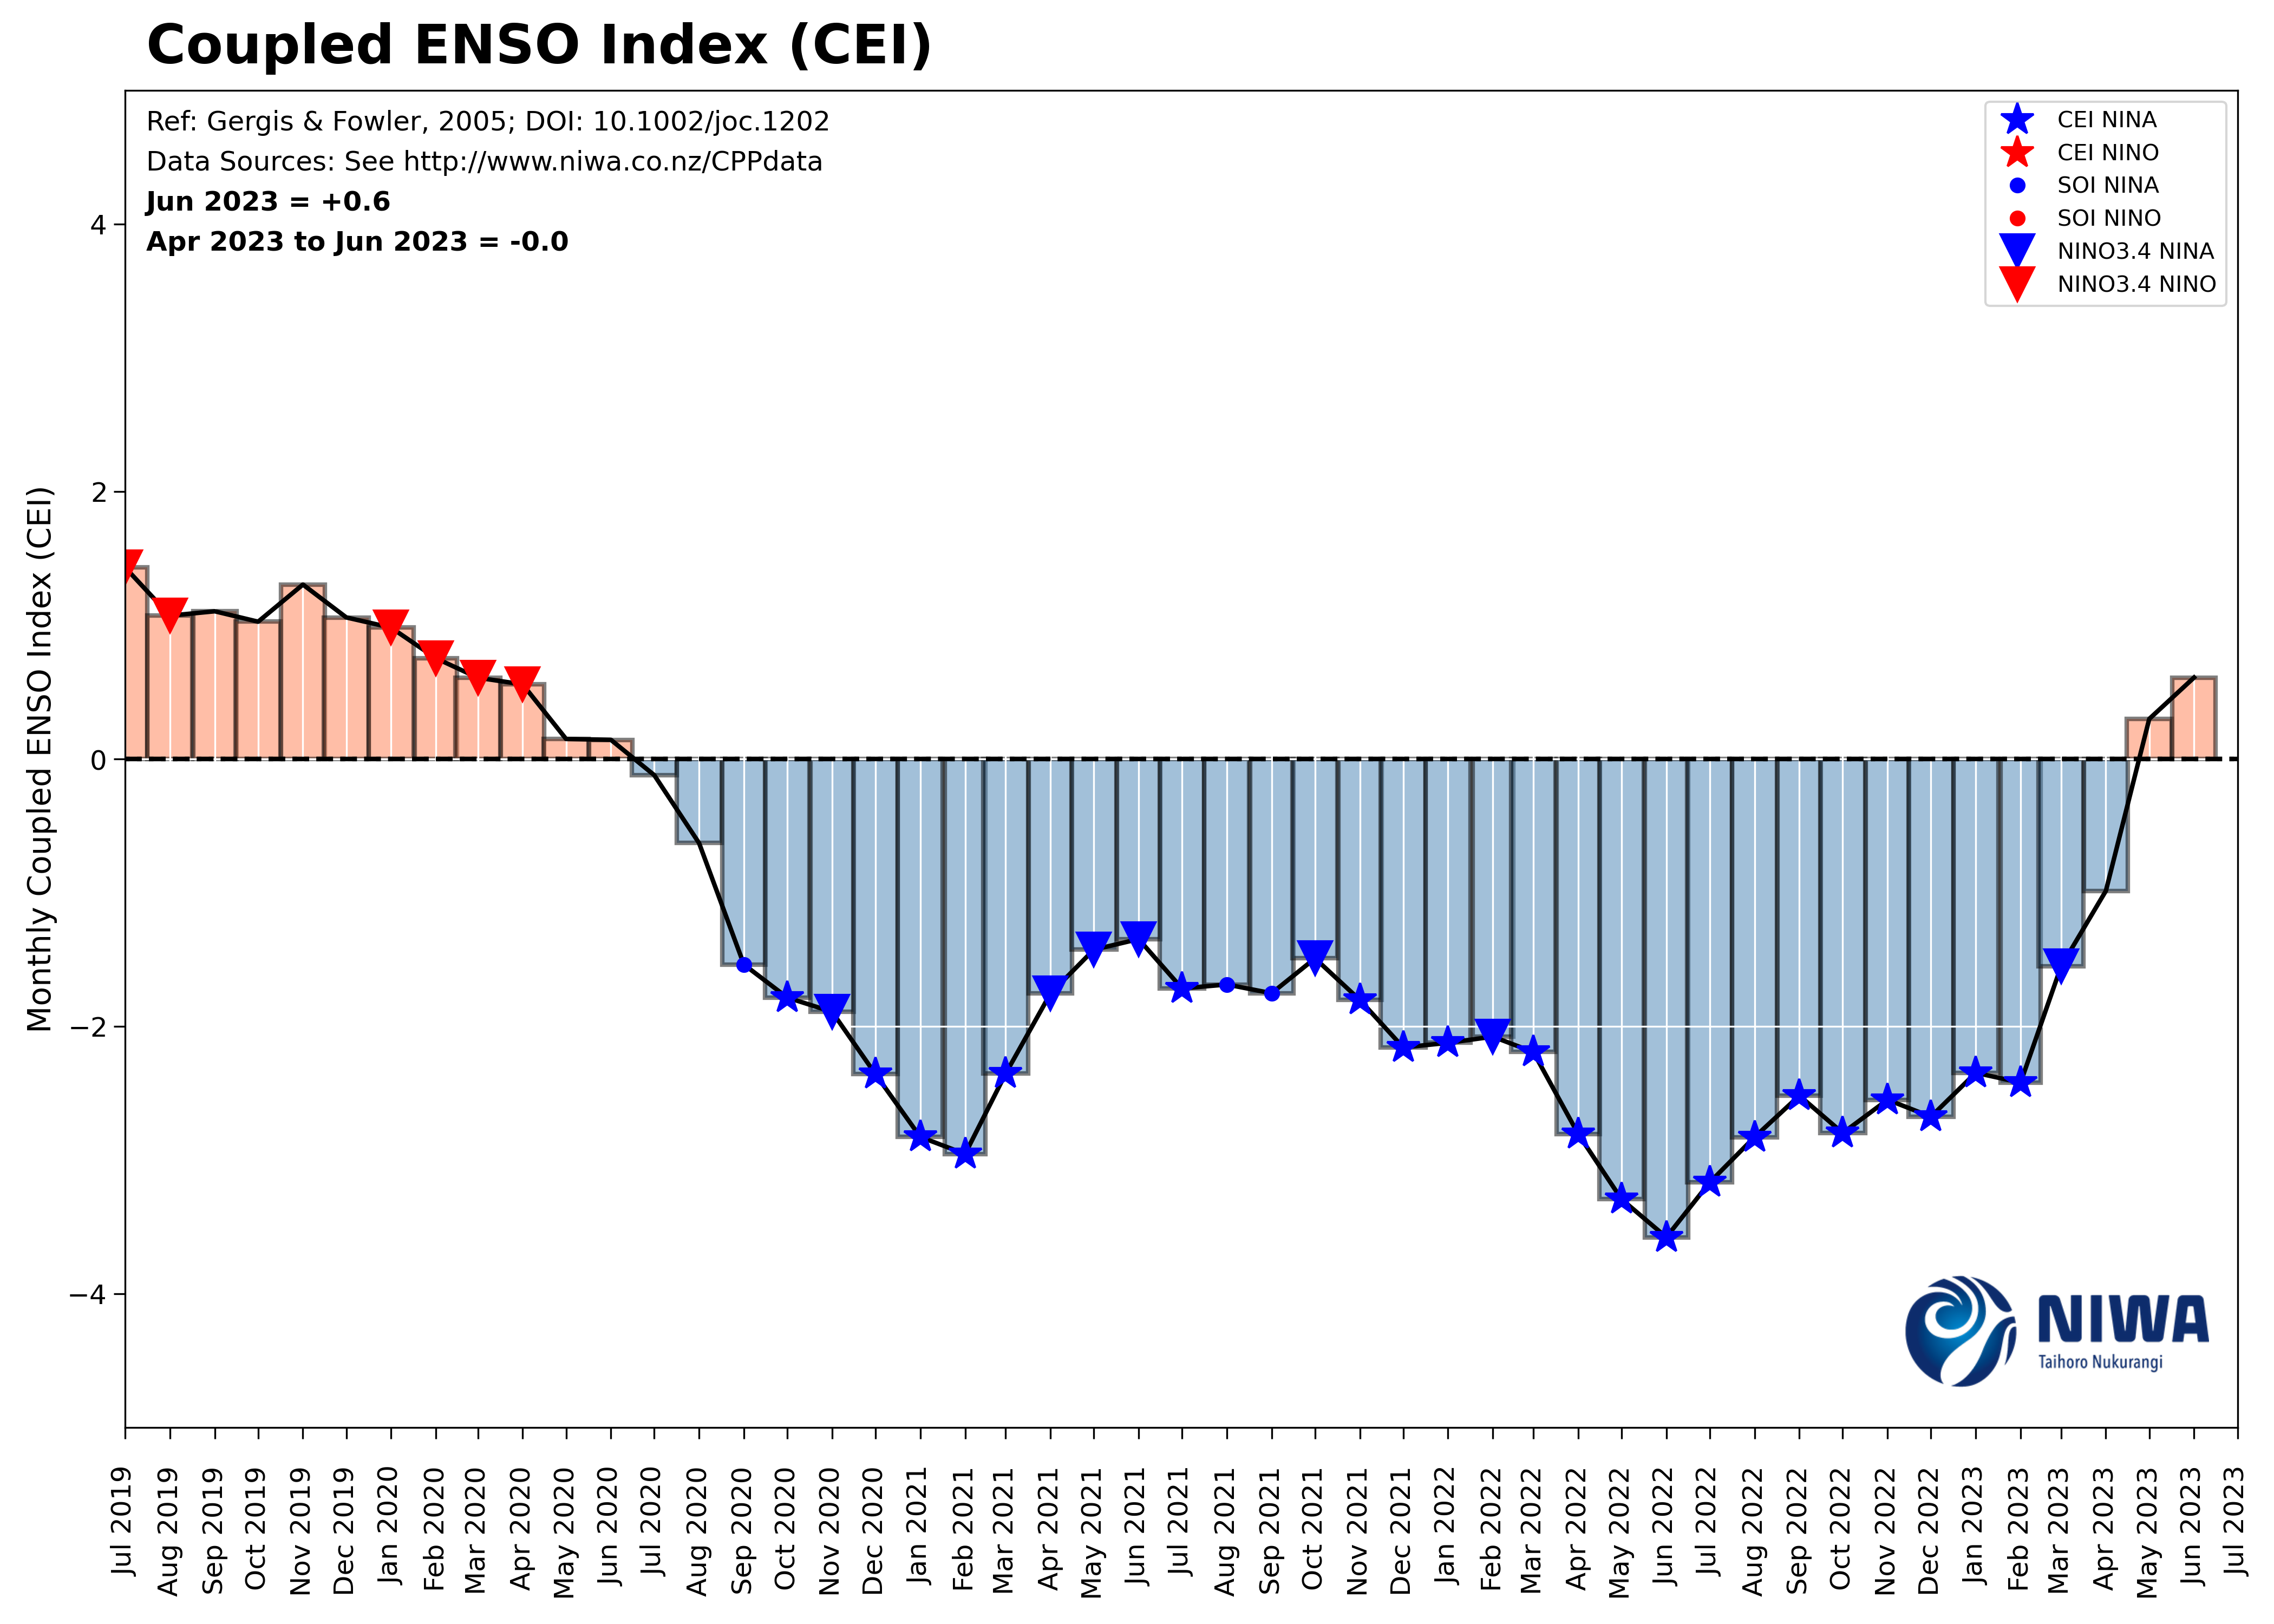 Coupled ENSO Index (CEI)
Ref: Gergis & Fowler, 2005; DOI: 10.1002/joc.1202
Data Sources: See http://www.niwa.co.nz/CPPdata
Jun 2023 = +0.6
Apr 2023 to Jun 2023 = -0.0
CEI NINA
CEI NINO
SOI NINA
SOI NINO
NINO3.4 NINA
NINO3.4 NINO
Monthly Coupled ENSO Index (CEI)
4
2
0
−2
−4
NIWA
Taihoro Nukurangi
Jul 2019
Aug 2019
Sep 2019
Oct 2019
Nov 2019
Dec 2019
Jan 2020
Feb 2020
Mar 2020
Apr 2020
May 2020
Jun 2020
Jul 2020
Aug 2020
Sep 2020
Oct 2020
Nov 2020
Dec 2020
Jan 2021
Feb 2021
Mar 2021
Apr 2021
May 2021
Jun 2021
Jul 2021
Aug 2021
Sep 2021
Oct 2021
Nov 2021
Dec 2021
Jan 2022
Feb 2022
Mar 2022
Apr 2022
May 2022
Jun 2022
Jul 2022
Aug 2022
Sep 2022
Oct 2022
Nov 2022
Dec 2022
Jan 2023
Feb 2023
Mar 2023
Apr 2023
May 2023
Jun 2023
Jul 2023